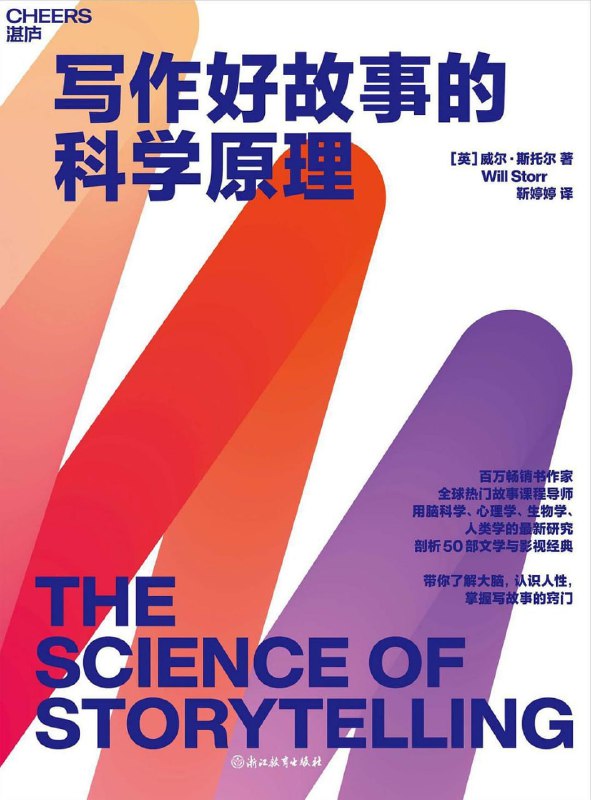 CHEERS
湛庐
写作好故事的
科学原理
[英]威尔·斯托尔 著
Will Storr
靳婷婷 译
百万畅销书作家
全球热门故事课程导师
用脑科学、心理学、生物学、
人类学的最新研究
剖析50部文学与影视经典
带你了解大脑,认识人性,
掌握写故事的窍门
THE
SCIENCE OF
STORYTELLING
浙江教育出版社